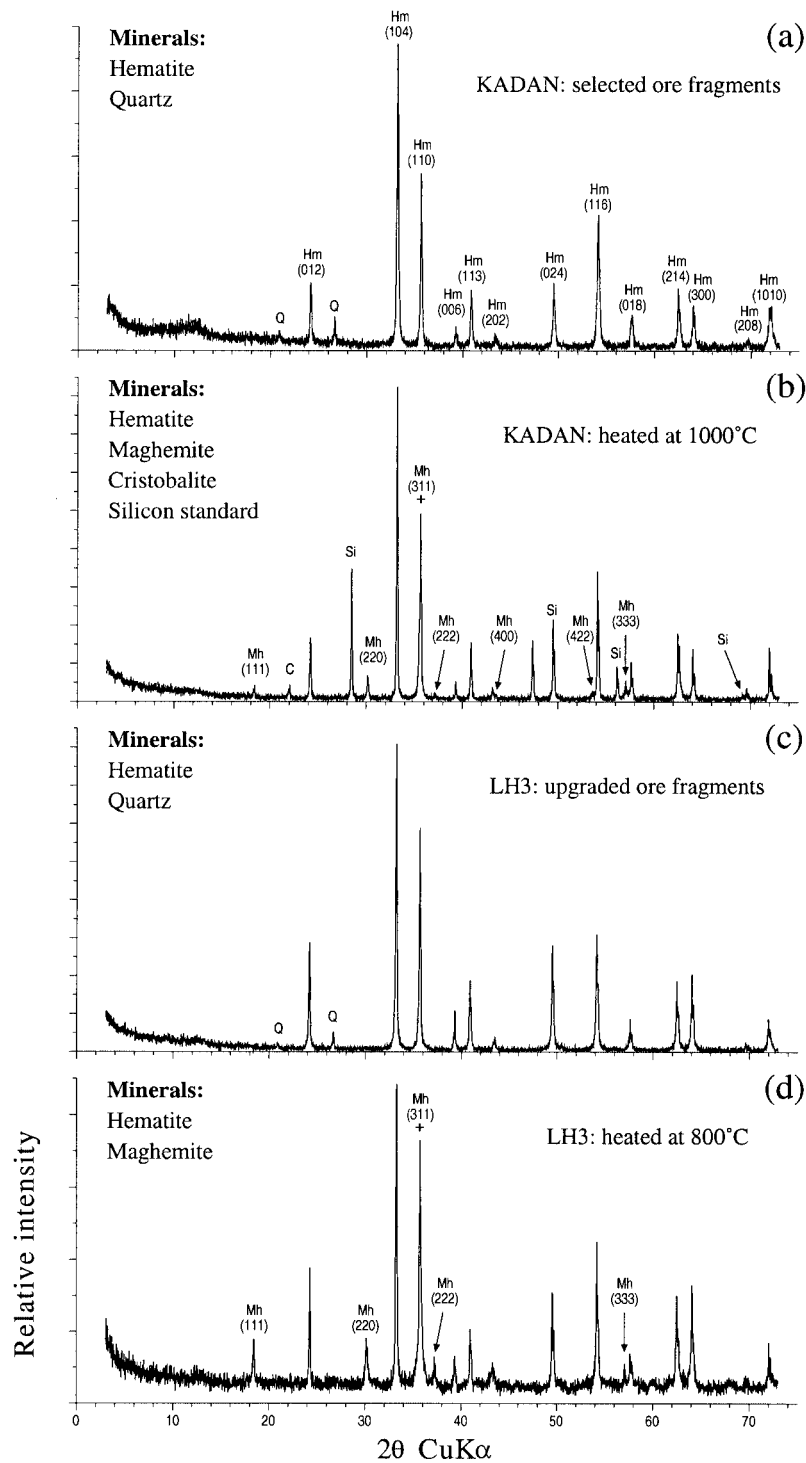 (a)
Minerals:
Hematite
Quartz
KADAN: selected ore fragments
Hm
(104)
Hm
(110)
Hm
(012)
Q
Q
Hm
(006)
Hm
(113)
Hm
(202)
Hm
(024)
Hm
(116)
Hm
(018)
Hm
(214)
Hm
(300)
Hm
(208)
Hm
(1010)
(b)
Minerals:
Hematite
Maghemite
Cristobalite
Silicon standard
KADAN: heated at 1000°C
Mh
(111)
C
Si
Mh
(220)
Mh
(311)
+
Mh
(222)
Mh
(400)
Si
Mh
(422)
Si
Mh
(333)
Si
(c)
Minerals:
Hematite
Quartz
LH3: upgraded ore fragments
Q
Q
(d)
Minerals:
Hematite
Maghemite
LH3: heated at 800°C
Mh
(111)
Mh
(220)
Mh
(311)
+
Mh
(222)
Mh
(333)
Relative intensity
0 10 20 30 40 50 60 70
2θ CuKα